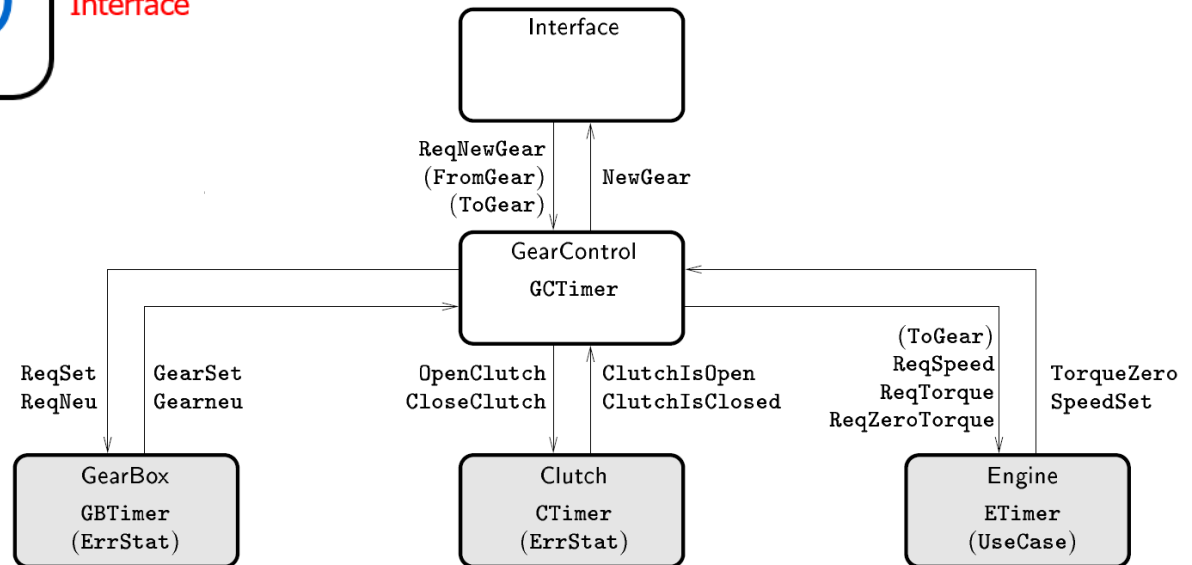 Interface
Interface
ReqNewGear
(FromGear)
(ToGear)
NewGear
GearControl
GCTimer
ReqSet
ReqNeu
GearSet
Gearneu
OpenClutch
CloseClutch
ClutchIsOpen
ClutchIsClosed
(ToGear)
ReqSpeed
ReqTorque
ReqZeroTorque
TorqueZero
SpeedSet
GearBox
GBTimer
(ErrStat)
Clutch
CTimer
(ErrStat)
Engine
ETimer
(UseCase)